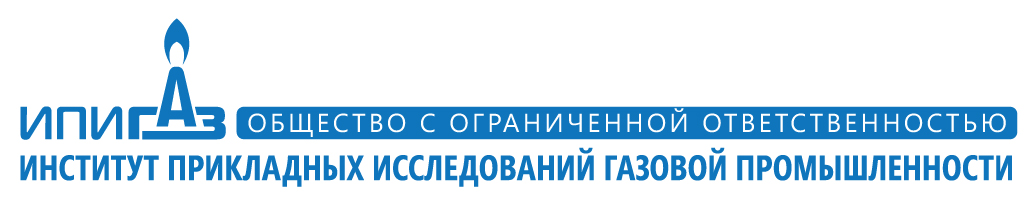 ИПИГАЗ ОБЩЕСТВО С ОГРАНИЧЕННОЙ ОТВЕТСТВЕННОСТЬЮ
ИНСТИТУТ ПРИКЛАДНЫХ ИССЛЕДОВАНИЙ ГАЗОВОЙ ПРОМЫШЛЕННОСТИ